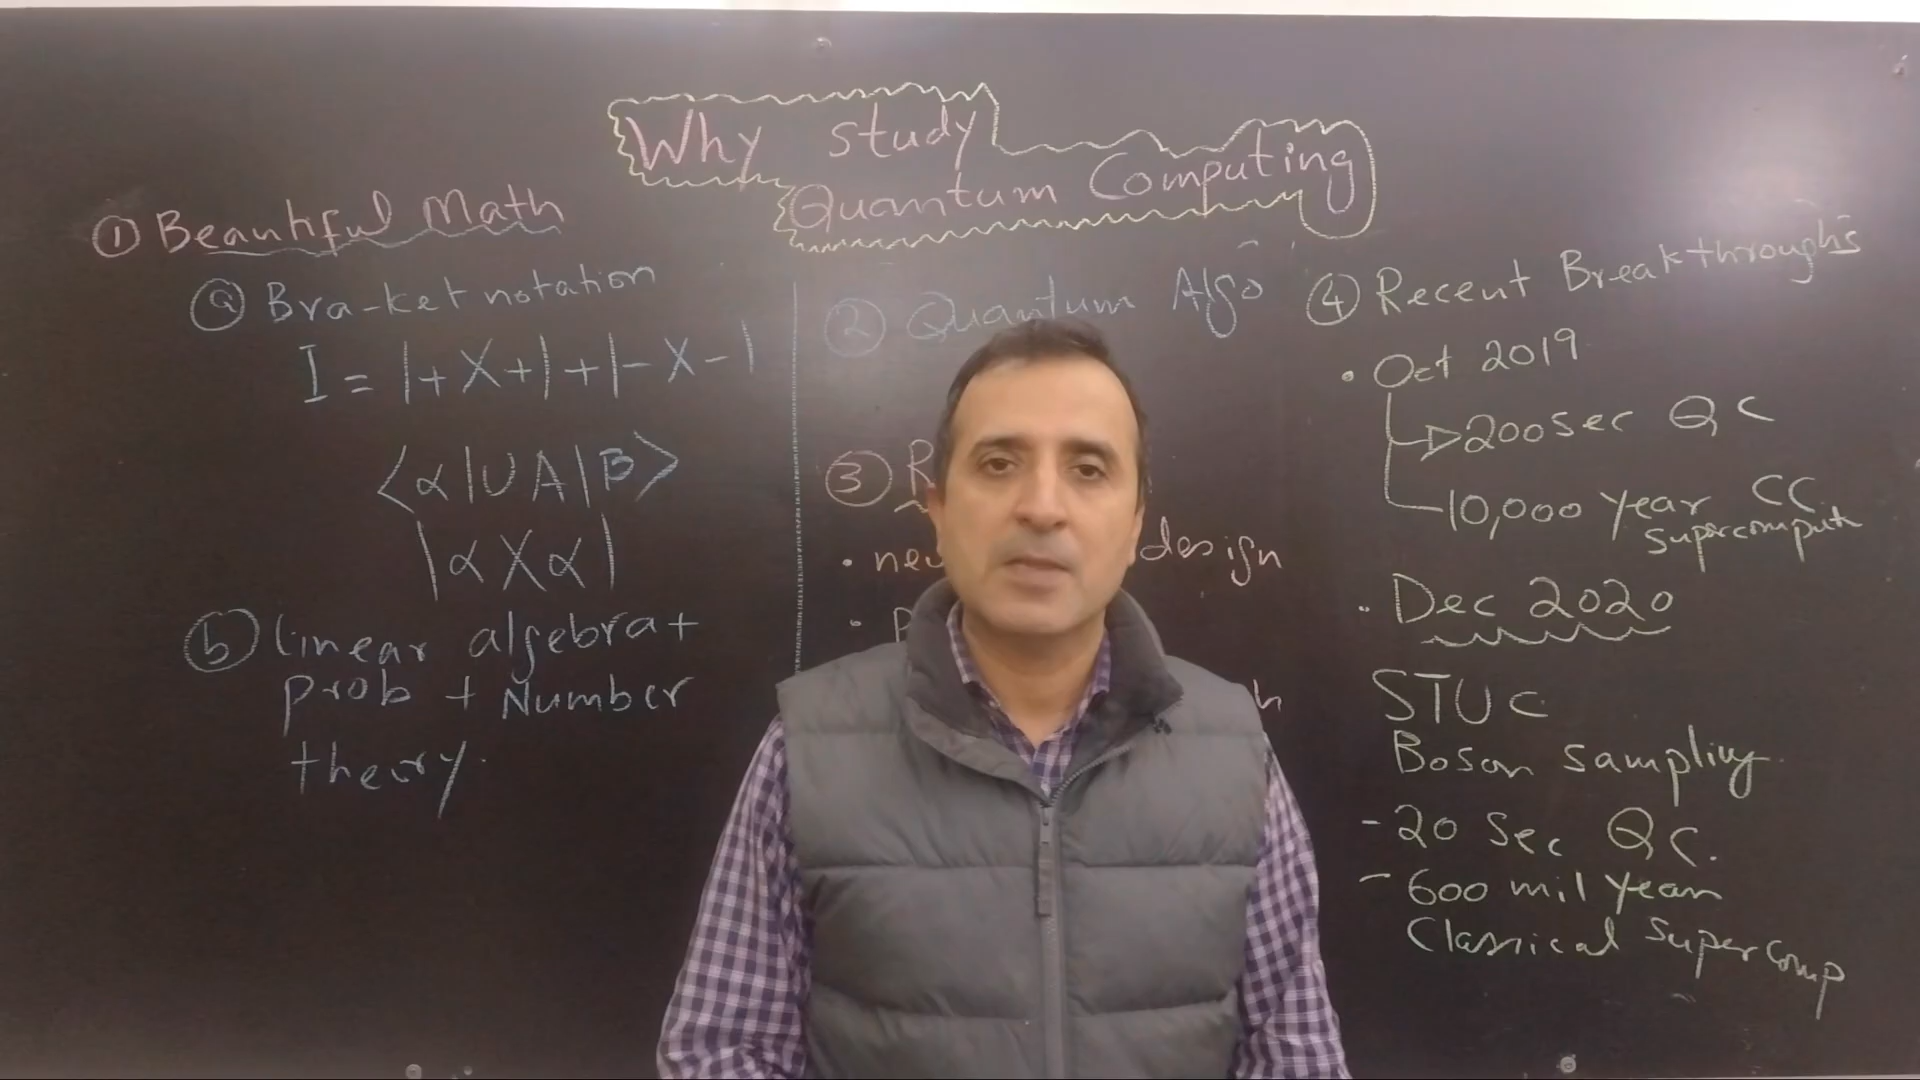 Why study
Quantum Computing
① Beautiful Math
ⓐ Bra-ket notation
I = |+X+|+|-X-|
<α|UA|B>
|αXα|
ⓑ linear algebra+
prob + Number
theory.
② Quantum Algo
③ R
• new design
④ Recent Breakthroughs
• Oct 2019
→200sec QC
10,000 year CC
supercomput
• Dec 2020
STUC
Boson sampling
- 20 Sec QC.
- 600 mil year
Classical Supercomp